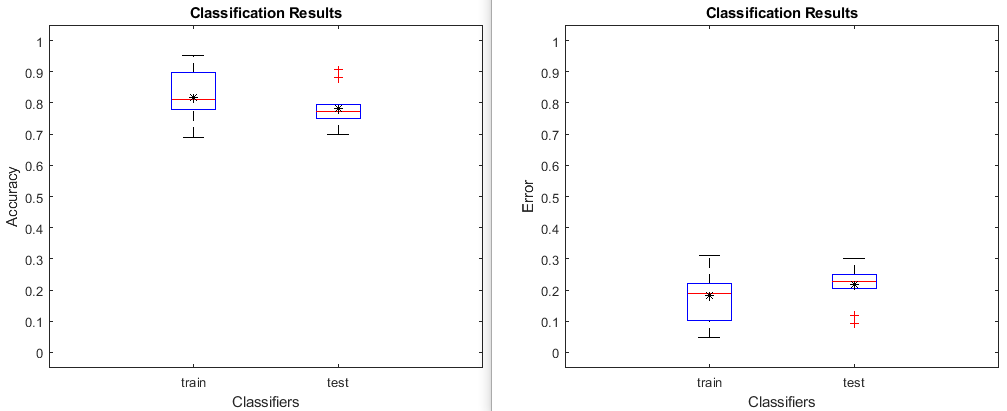 Classification Results
1
0.9
0.8
0.7
0.6
0.5
0.4
0.3
0.2
0.1
0
Accuracy
train test
Classifiers
Classification Results
1
0.9
0.8
0.7
0.6
0.5
0.4
0.3
0.2
0.1
0
Error
train test
Classifiers